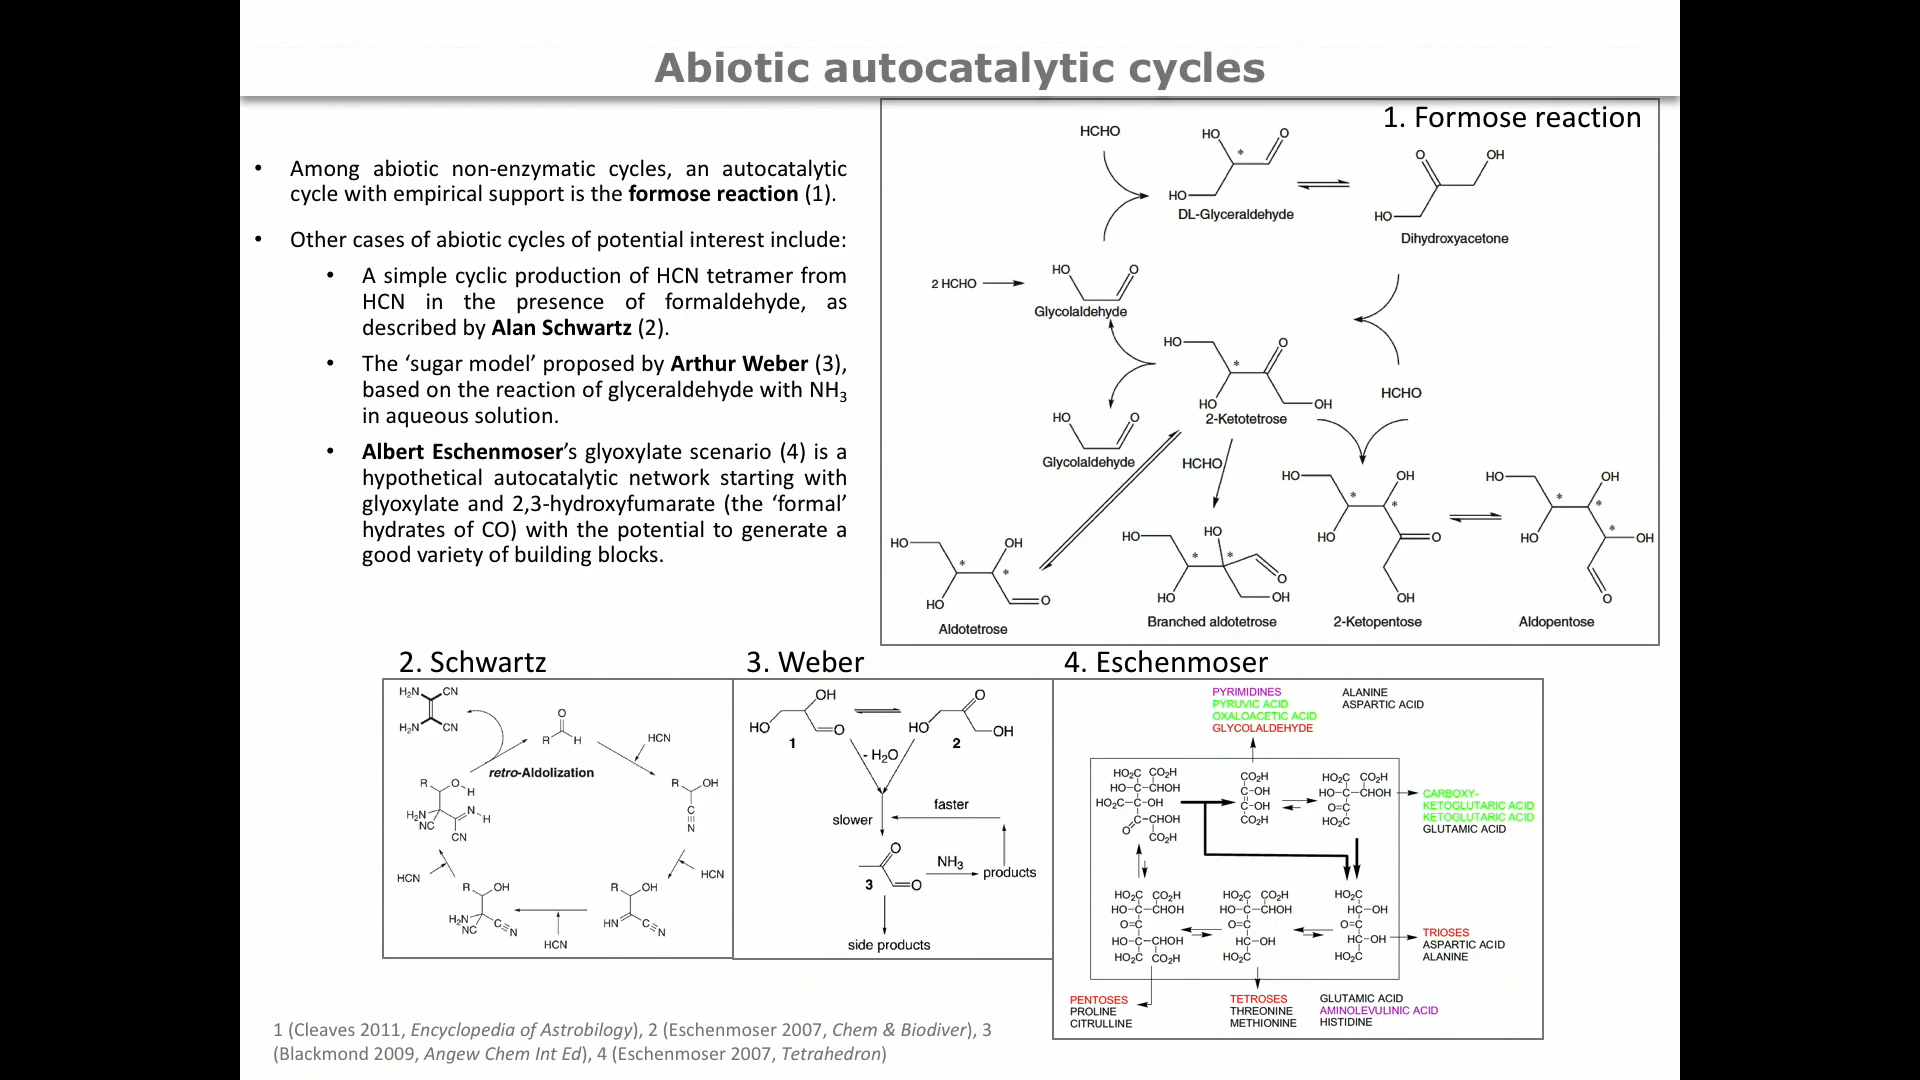 Abiotic autocatalytic cycles
• Among abiotic non-enzymatic cycles, an autocatalytic
cycle with empirical support is the formose reaction (1).
• Other cases of abiotic cycles of potential interest include:
• A simple cyclic production of HCN tetramer from
HCN in the presence of formaldehyde, as
described by Alan Schwartz (2).
• The ‘sugar model’ proposed by Arthur Weber (3),
based on the reaction of glyceraldehyde with NH3
in aqueous solution.
• Albert Eschenmoser’s glyoxylate scenario (4) is a
hypothetical autocatalytic network starting with
glyoxylate and 2,3-hydroxyfumarate (the ‘formal’
hydrates of CO) with the potential to generate a
good variety of building blocks.
1. Formose reaction
HCHO
HO
O
*
HO
DL-Glyceraldehyde
O
OH
HO
Dihydroxyacetone
2 HCHO
HO
O
Glycolaldehyde
HO
O
*
HO
OH
2-Ketotetrose
HCHO
HO
O
Glycolaldehyde
HCHO
HO
OH
*
*
HO
O
Aldotetrose
HO
HO
*
*
O
HO
OH
Branched aldotetrose
HO
OH
*
*
HO
O
OH
2-Ketopentose
HO
OH
*
*
*
HO
OH
O
Aldopentose
2. Schwartz
H2N
CN
H2N
CN
O
R
H
HCN
retro-Aldolization
R
OH
C
N
R
O
H
H2N
NC
N
H
CN
HCN
HCN
R
OH
H2N
NC
C
N
HCN
R
OH
HN
C
N
3. Weber
OH
HO
O
1
O
HO
OH
2
- H2O
slower
faster
O
O
3
NH3
products
side products
4. Eschenmoser
PYRIMIDINES
PYRUVIC ACID
OXALOACETIC ACID
GLYCOLALDEHYDE
ALANINE
ASPARTIC ACID
HO2C CO2H
HO-C-CHOH
HO2C-C-OH
C-CHOH
O
CO2H
CO2H
C-OH
C-OH
CO2H
HO2C CO2H
HO-C-CHOH
O=C
HO2C
CARBOXY-
KETOGLUTARIC ACID
KETOGLUTARIC ACID
GLUTAMIC ACID
HO2C CO2H
HO-C-CHOH
O=C
HO-C-CHOH
HO2C CO2H
HO2C CO2H
HO-C-CHOH
O=C
HC-OH
HO2C
HO2C
HC-OH
O=C
HC-OH
HO2C
TRIOSES
ASPARTIC ACID
ALANINE
PENTOSES
PROLINE
CITRULLINE
TETROSES
THREONINE
METHIONINE
GLUTAMIC ACID
AMINOLEVULINIC ACID
HISTIDINE
1 (Cleaves 2011, Encyclopedia of Astrobilogy), 2 (Eschenmoser 2007, Chem & Biodiver), 3
(Blackmond 2009, Angew Chem Int Ed), 4 (Eschenmoser 2007, Tetrahedron)